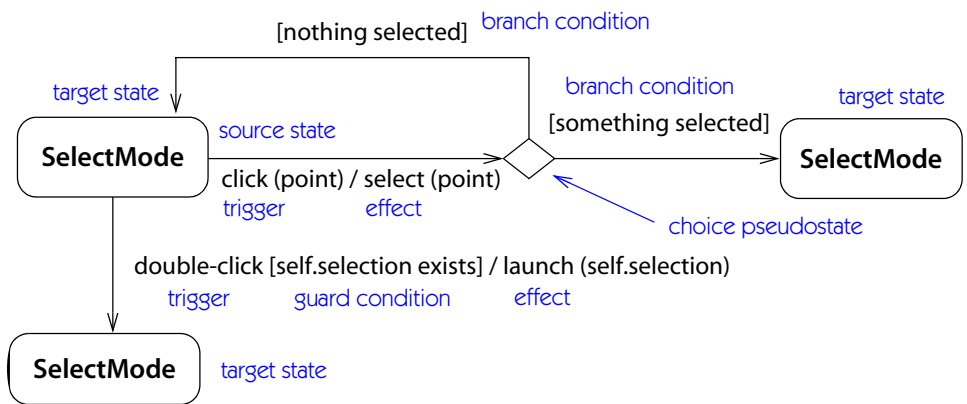 [nothing selected] branch condition
branch condition
target state
target state
[something selected]
source state
SelectMode
SelectMode
click (point) / select (point)
trigger effect
choice pseudostate
double-click [self.selection exists] / launch (self.selection)
trigger guard condition effect
SelectMode target state